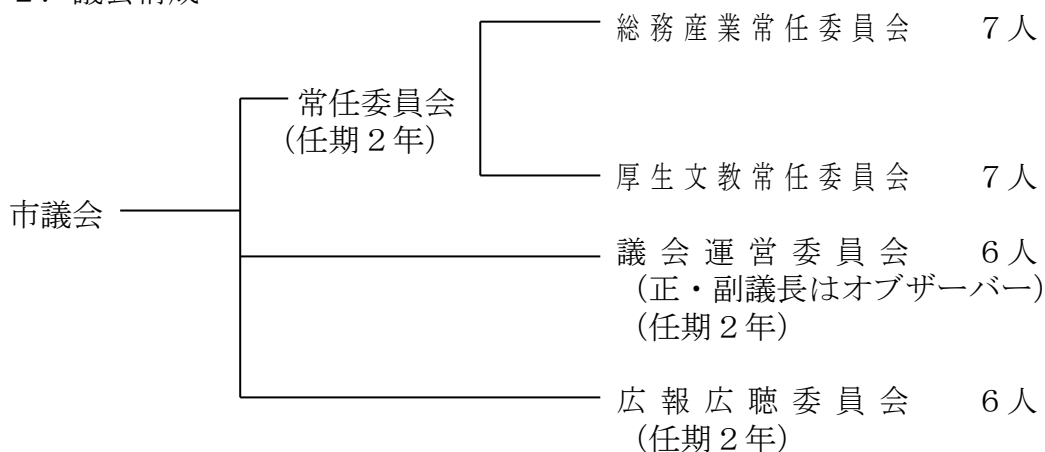 ２．議会構成
総務産業常任委員会　７人
常任委員会
（任期２年）
厚生文教常任委員会　７人
市議会
議会運営委員会　６人
（正・副議長はオブザーバー）
（任期２年）
広報広聴委員会　６人
（任期２年）